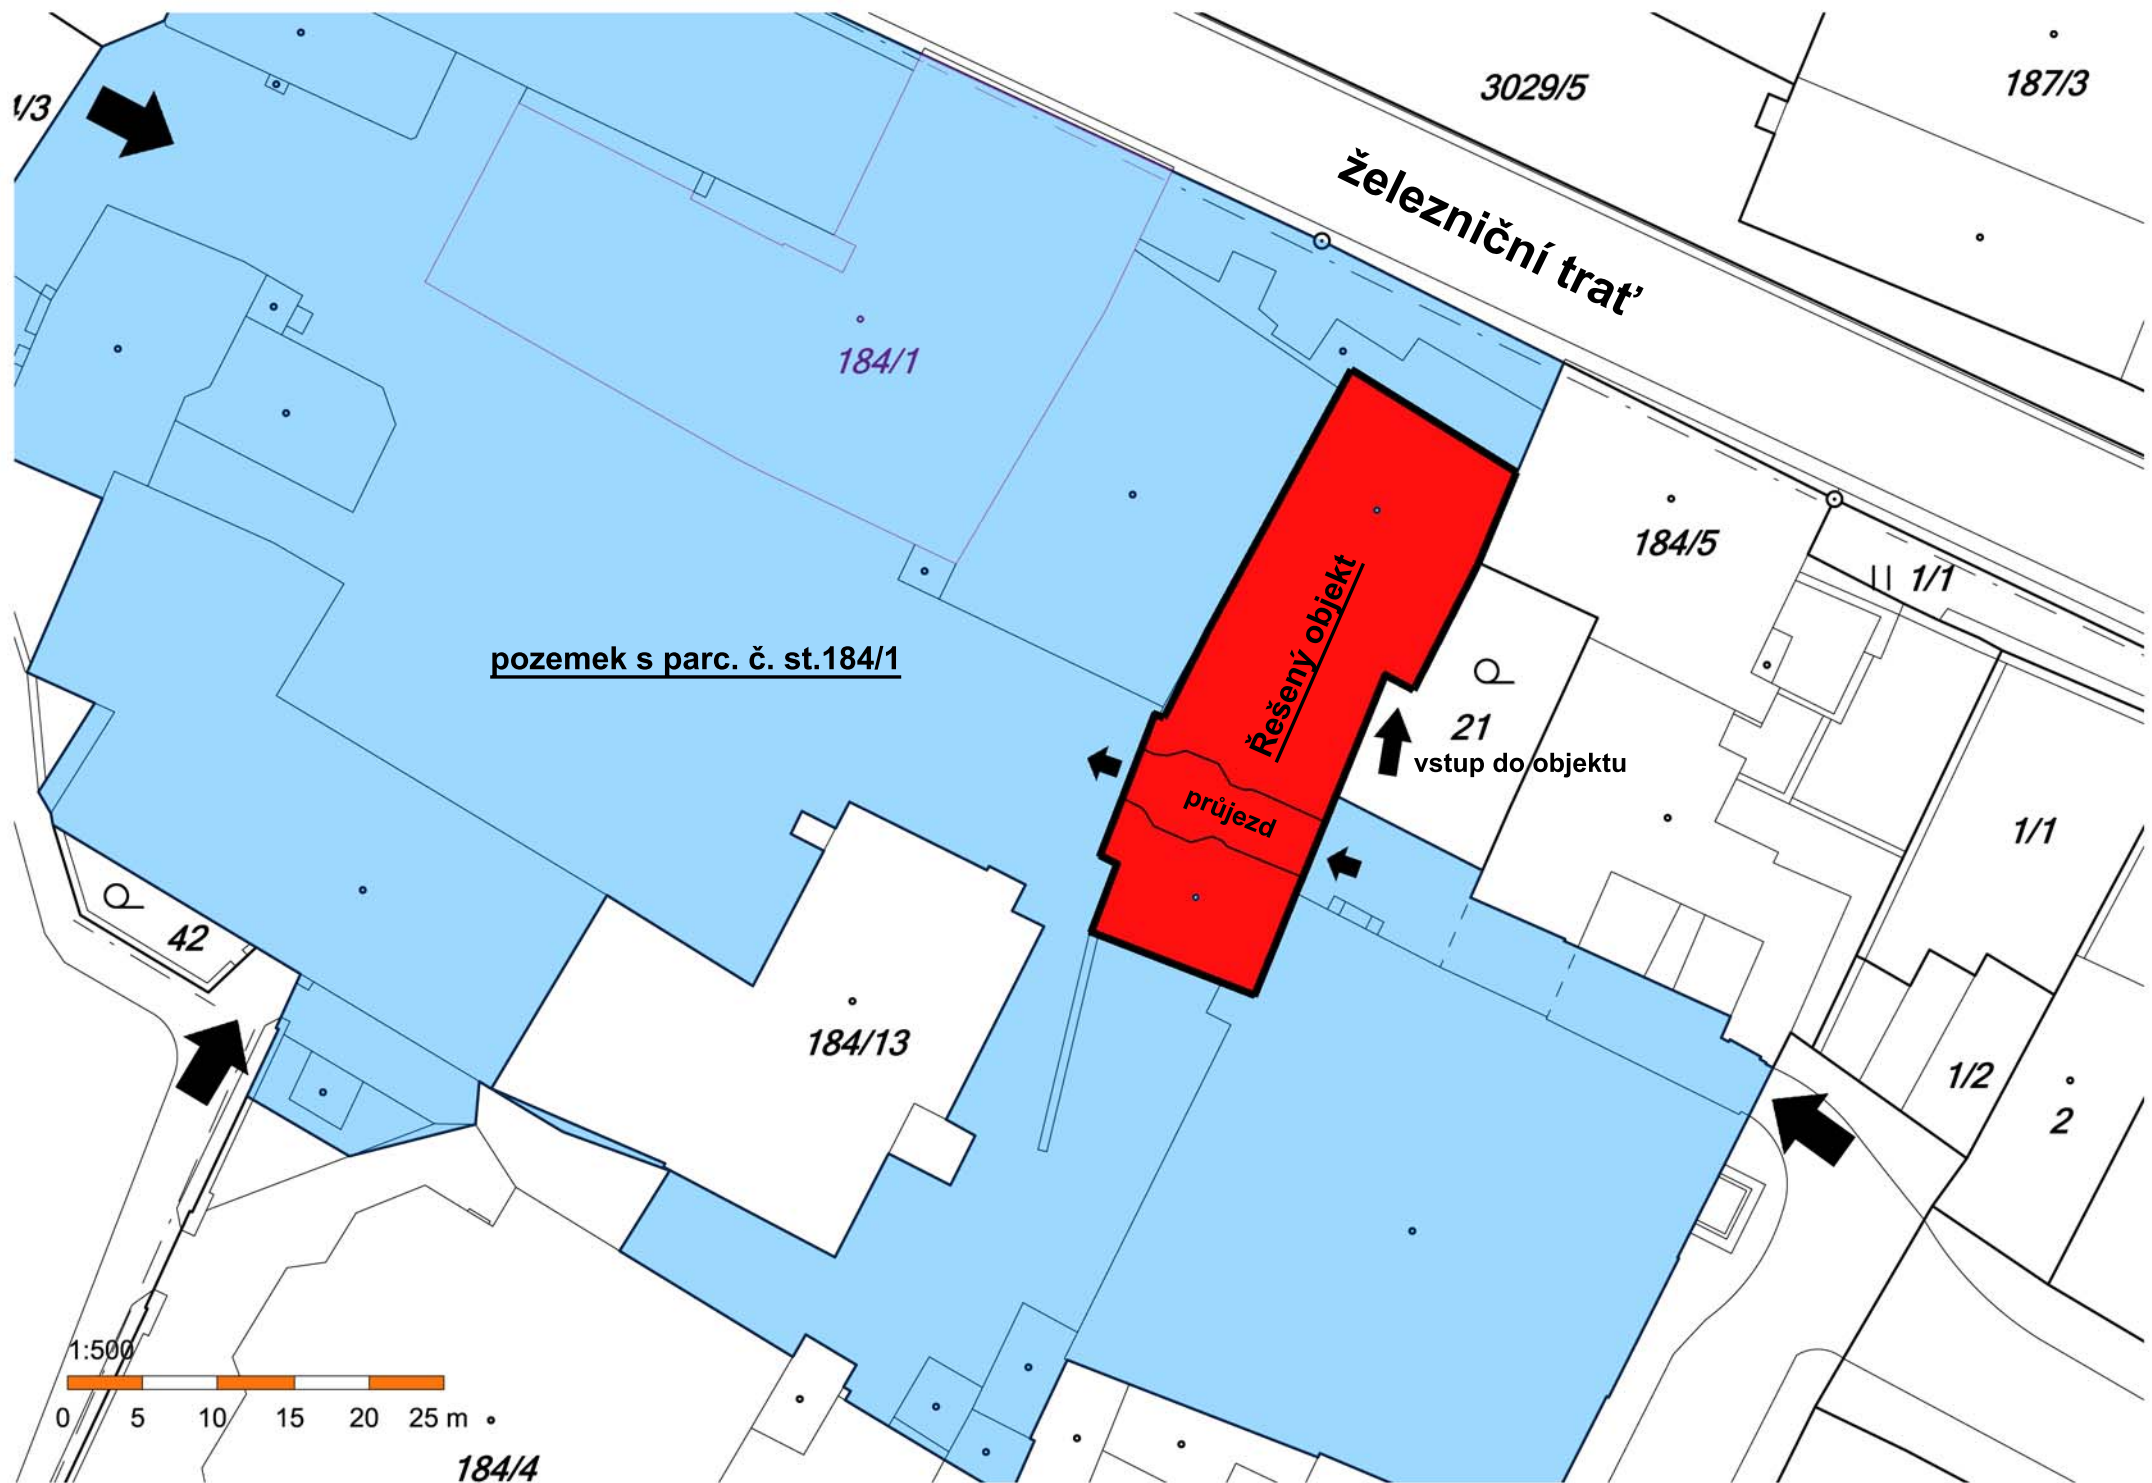 3029/5
187/3
4/3
železniční trať
184/1
184/5
1/1
Řešený objekt
pozemek s parc. č. st.184/1
21
vstup do objektu
průjezd
1/1
42
184/13
1/2
2
1:500
0 5 10 15 20 25 m
184/4